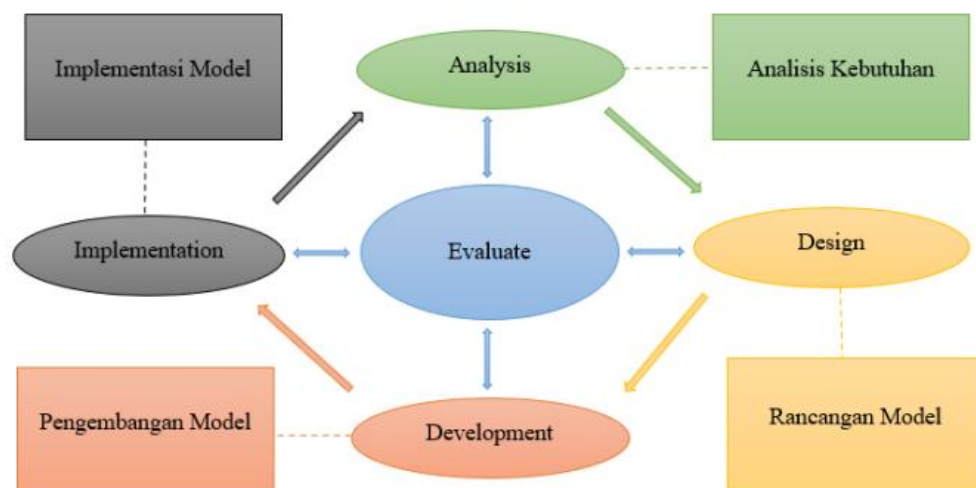 Implementasi Model
Analysis
Analisis Kebutuhan
Implementation
Evaluate
Design
Pengembangan Model
Development
Rancangan Model